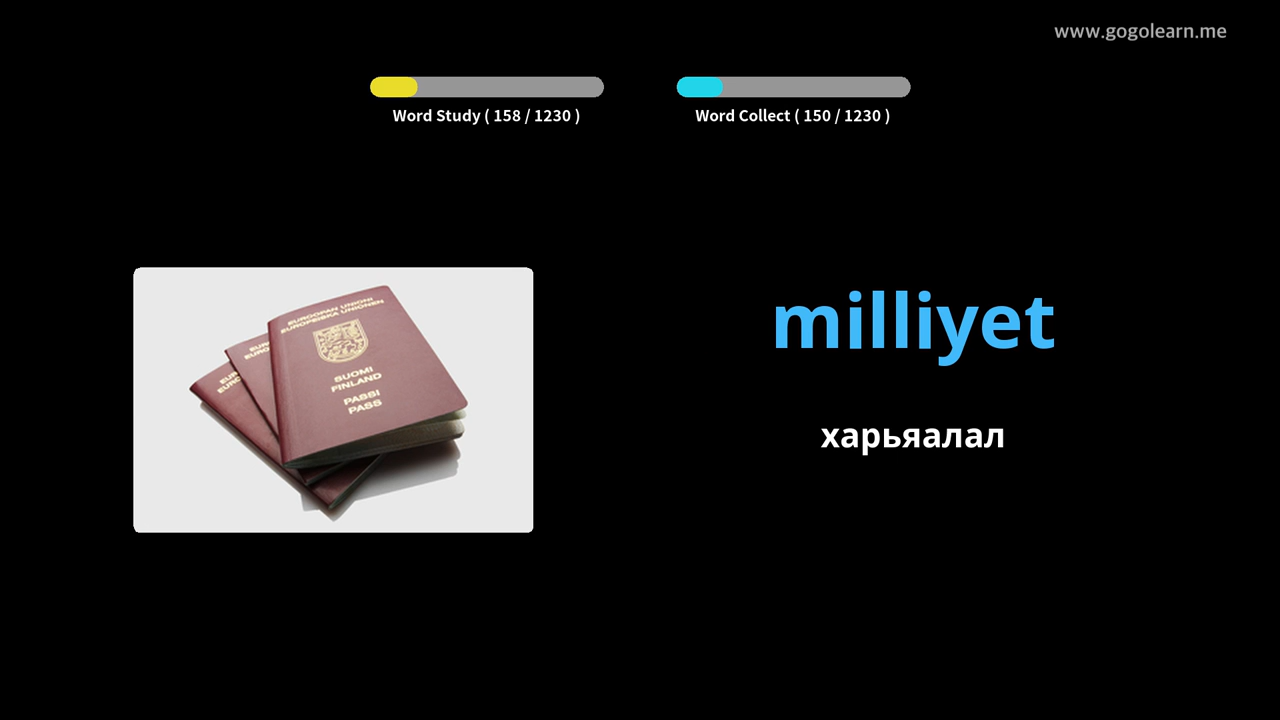 www.gogolearn.me
Word Study ( 158 / 1230 )
Word Collect ( 150 / 1230 )
EUROOPAN UNIONI
EUROPEISKA UNIONEN
SUOMI
FINLAND
PASSI
PASS
milliyet
харьяалал